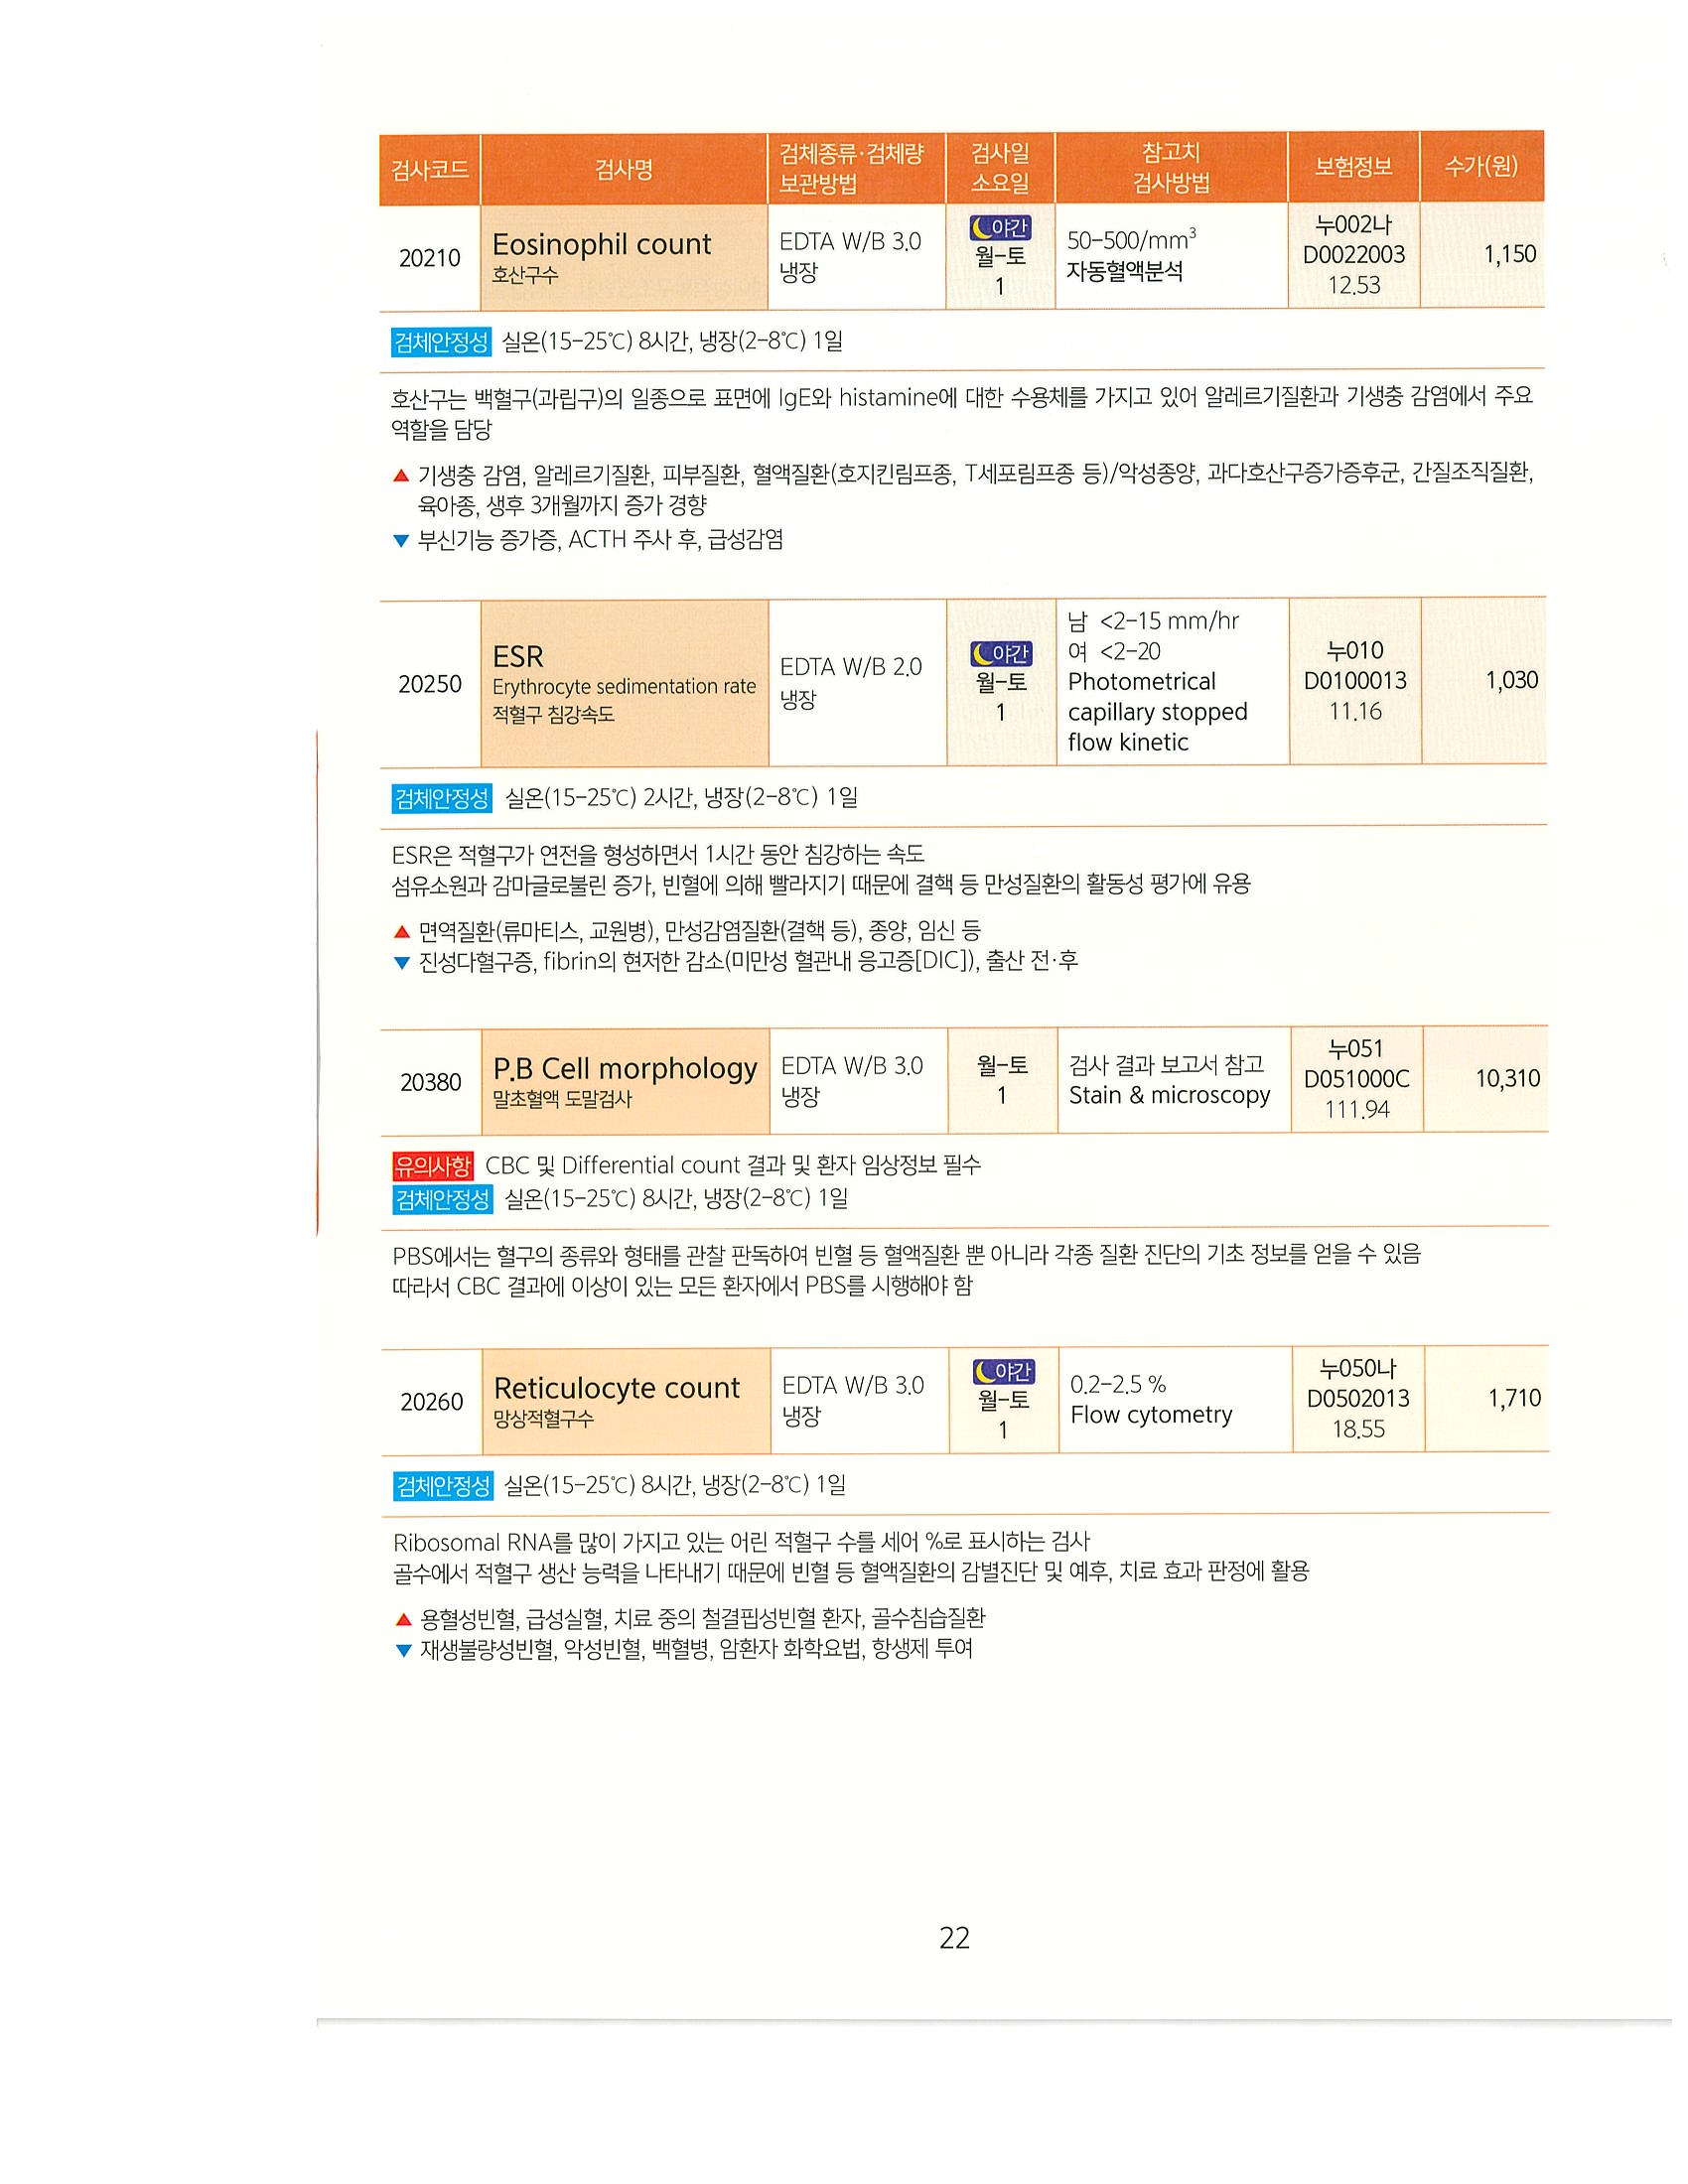 검사코드 검사명 검체종류·검체량 보관방법 검사일 소요일 참고치 검사방법 보험정보 수가(원)
20210
Eosinophil count
호산구수
EDTA W/B 3.0
냉장
야간
월-토
1
50-500/mm³
자동혈액분석
누002나
D0022003
12.53
1,150
검체안정성 실온(15-25℃) 8시간, 냉장(2-8℃) 1일
호산구는 백혈구(과립구)의 일종으로 표면에 IgE와 histamine에 대한 수용체를 가지고 있어 알레르기질환과 기생충 감염에서 주요
역할을 담당
▲ 기생충 감염, 알레르기질환, 피부질환, 혈액질환(호지킨림프종, T세포림프종 등)/악성종양, 과다호산구증가증후군, 간질조직질환,
육아종, 생후 3개월까지 증가 경향
▼ 부신기능 증가증, ACTH 주사 후, 급성감염
20250
ESR
Erythrocyte sedimentation rate
적혈구 침강속도
EDTA W/B 2.0
냉장
야간
월-토
1
남 <2-15 mm/hr
여 <2-20
Photometrical
capillary stopped
flow kinetic
누010
D0100013
11.16
1,030
검체안정성 실온(15-25℃) 2시간, 냉장(2-8℃) 1일
ESR은 적혈구가 연전을 형성하면서 1시간 동안 침강하는 속도
섬유소원과 감마글로불린 증가, 빈혈에 의해 빨라지기 때문에 결핵 등 만성질환의 활동성 평가에 유용
▲ 면역질환(류마티스, 교원병), 만성감염질환(결핵 등), 종양, 임신 등
▼ 진성다혈구증, fibrin의 현저한 감소(미만성 혈관내 응고증[DIC]), 출산 전·후
20380
P.B Cell morphology
말초혈액 도말검사
EDTA W/B 3.0
냉장
월-토
1
검사 결과 보고서 참고
Stain & microscopy
누051
D051000C
111.94
10,310
유의사항 CBC 및 Differential count 결과 및 환자 임상정보 필수
검체안정성 실온(15-25℃) 8시간, 냉장(2-8℃) 1일
PBS에서는 혈구의 종류와 형태를 관찰 판독하여 빈혈 등 혈액질환 뿐 아니라 각종 질환 진단의 기초 정보를 얻을 수 있음
따라서 CBC 결과에 이상이 있는 모든 환자에서 PBS를 시행해야 함
20260
Reticulocyte count
망상적혈구수
EDTA W/B 3.0
냉장
야간
월-토
1
0.2-2.5 %
Flow cytometry
누050나
D0502013
18.55
1,710
검체안정성 실온(15-25℃) 8시간, 냉장(2-8℃) 1일
Ribosomal RNA를 많이 가지고 있는 어린 적혈구 수를 세어 %로 표시하는 검사
골수에서 적혈구 생산 능력을 나타내기 때문에 빈혈 등 혈액질환의 감별진단 및 예후, 치료 효과 판정에 활용
▲ 용혈성빈혈, 급성실혈, 치료 중의 철결핍성빈혈 환자, 골수침습질환
▼ 재생불량성빈혈, 악성빈혈, 백혈병, 암환자 화학요법, 항생제 투여
22